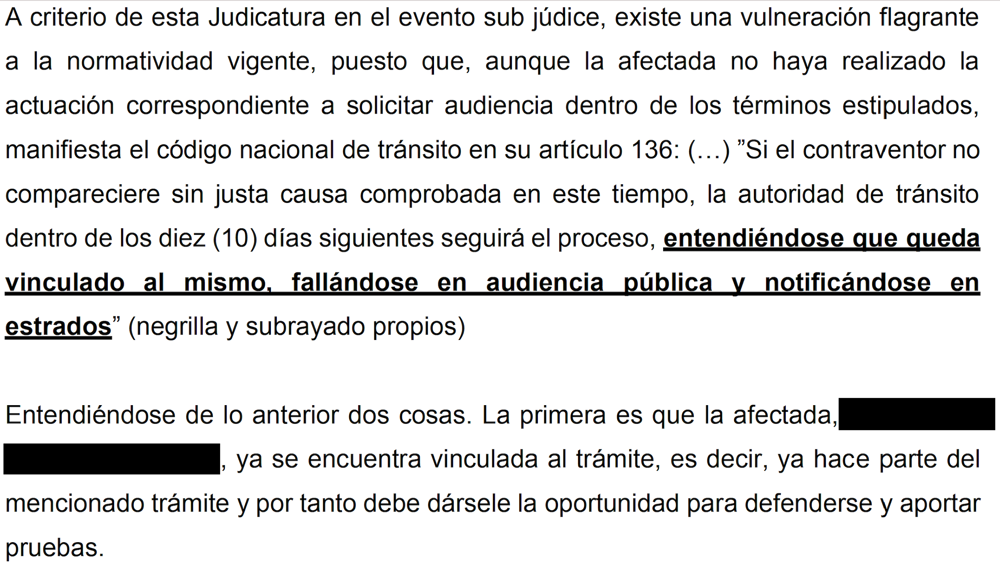 A criterio de esta Judicatura en el evento sub júdice, existe una vulneración flagrante
a la normatividad vigente, puesto que, aunque la afectada no haya realizado la
actuación correspondiente a solicitar audiencia dentro de los términos estipulados,
manifiesta el código nacional de tránsito en su artículo 136: (…) ”Si el contraventor no
compareciere sin justa causa comprobada en este tiempo, la autoridad de tránsito
dentro de los diez (10) días siguientes seguirá el proceso, entendiéndose que queda
vinculado al mismo, fallándose en audiencia pública y notificándose en
estrados” (negrilla y subrayado propios)
Entendiéndose de lo anterior dos cosas. La primera es que la afectada,
, ya se encuentra vinculada al trámite, es decir, ya hace parte del
mencionado trámite y por tanto debe dársele la oportunidad para defenderse y aportar
pruebas.